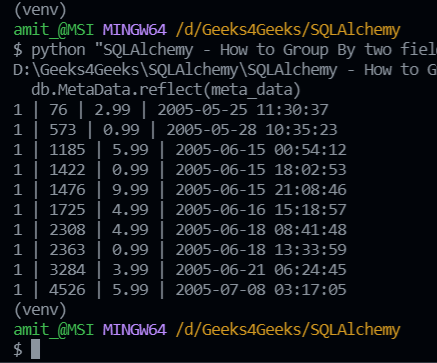 (venv)
amit_@MSI MINGW64 /d/Geeks4Geeks/SQLAlchemy
$ python "SQLAlchemy - How to Group By two fiel
D:\Geeks4Geeks\SQLAlchemy\SQLAlchemy - How to G
  db.MetaData.reflect(meta_data)
1 | 76 | 2.99 | 2005-05-25 11:30:37
1 | 573 | 0.99 | 2005-05-28 10:35:23
1 | 1185 | 5.99 | 2005-06-15 00:54:12
1 | 1422 | 0.99 | 2005-06-15 18:02:53
1 | 1476 | 9.99 | 2005-06-15 21:08:46
1 | 1725 | 4.99 | 2005-06-16 15:18:57
1 | 2308 | 4.99 | 2005-06-18 08:41:48
1 | 2363 | 0.99 | 2005-06-18 13:33:59
1 | 3284 | 3.99 | 2005-06-21 06:24:45
1 | 4526 | 5.99 | 2005-07-08 03:17:05
(venv)
amit_@MSI MINGW64 /d/Geeks4Geeks/SQLAlchemy
$